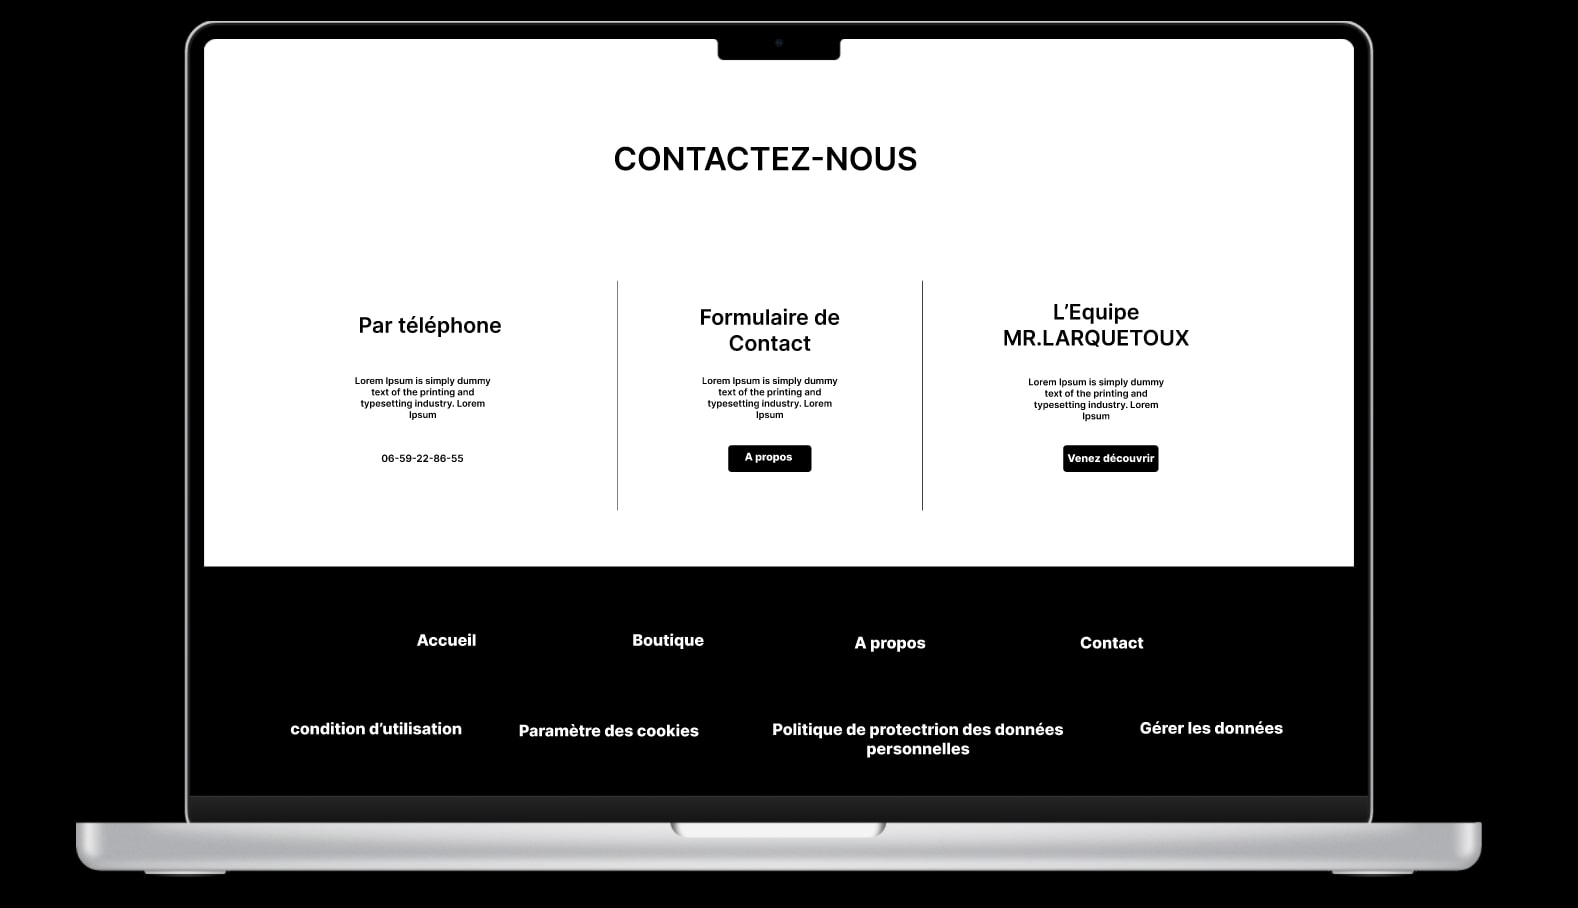 CONTACTEZ-NOUS
Par téléphone
Lorem Ipsum is simply dummy
text of the printing and
typesetting industry. Lorem
Ipsum
06-59-22-86-55
Formulaire de
Contact
Lorem Ipsum is simply dummy
text of the printing and
typesetting industry. Lorem
Ipsum
A propos
L’Equipe
MR.LARQUETOUX
Lorem Ipsum is simply dummy
text of the printing and
typesetting industry. Lorem
Ipsum
Venez découvrir
Accueil
Boutique
A propos
Contact
condition d’utilisation
Paramètre des cookies
Politique de protectrion des données
personnelles
Gérer les données